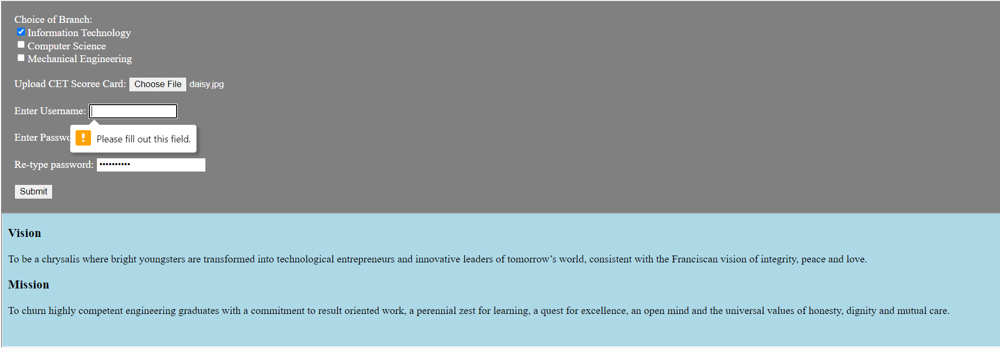 Choice of Branch:
Information Technology
Computer Science
Mechanical Engineering
Upload CET Scoree Card: Choose File daisy.jpg
Enter Username:
Please fill out this field.
Enter
Re-type password: ••••••••••
Submit
Vision
To be a chrysalis where bright youngsters are transformed into technological entrepreneurs and innovative leaders of tomorrow’s world, consistent with the Franciscan vision of integrity, peace and love.
Mission
To churn highly competent engineering graduates with a commitment to result oriented work, a perennial zest for learning, a quest for excellence, an open mind and the universal values of honesty, dignity and mutual care.